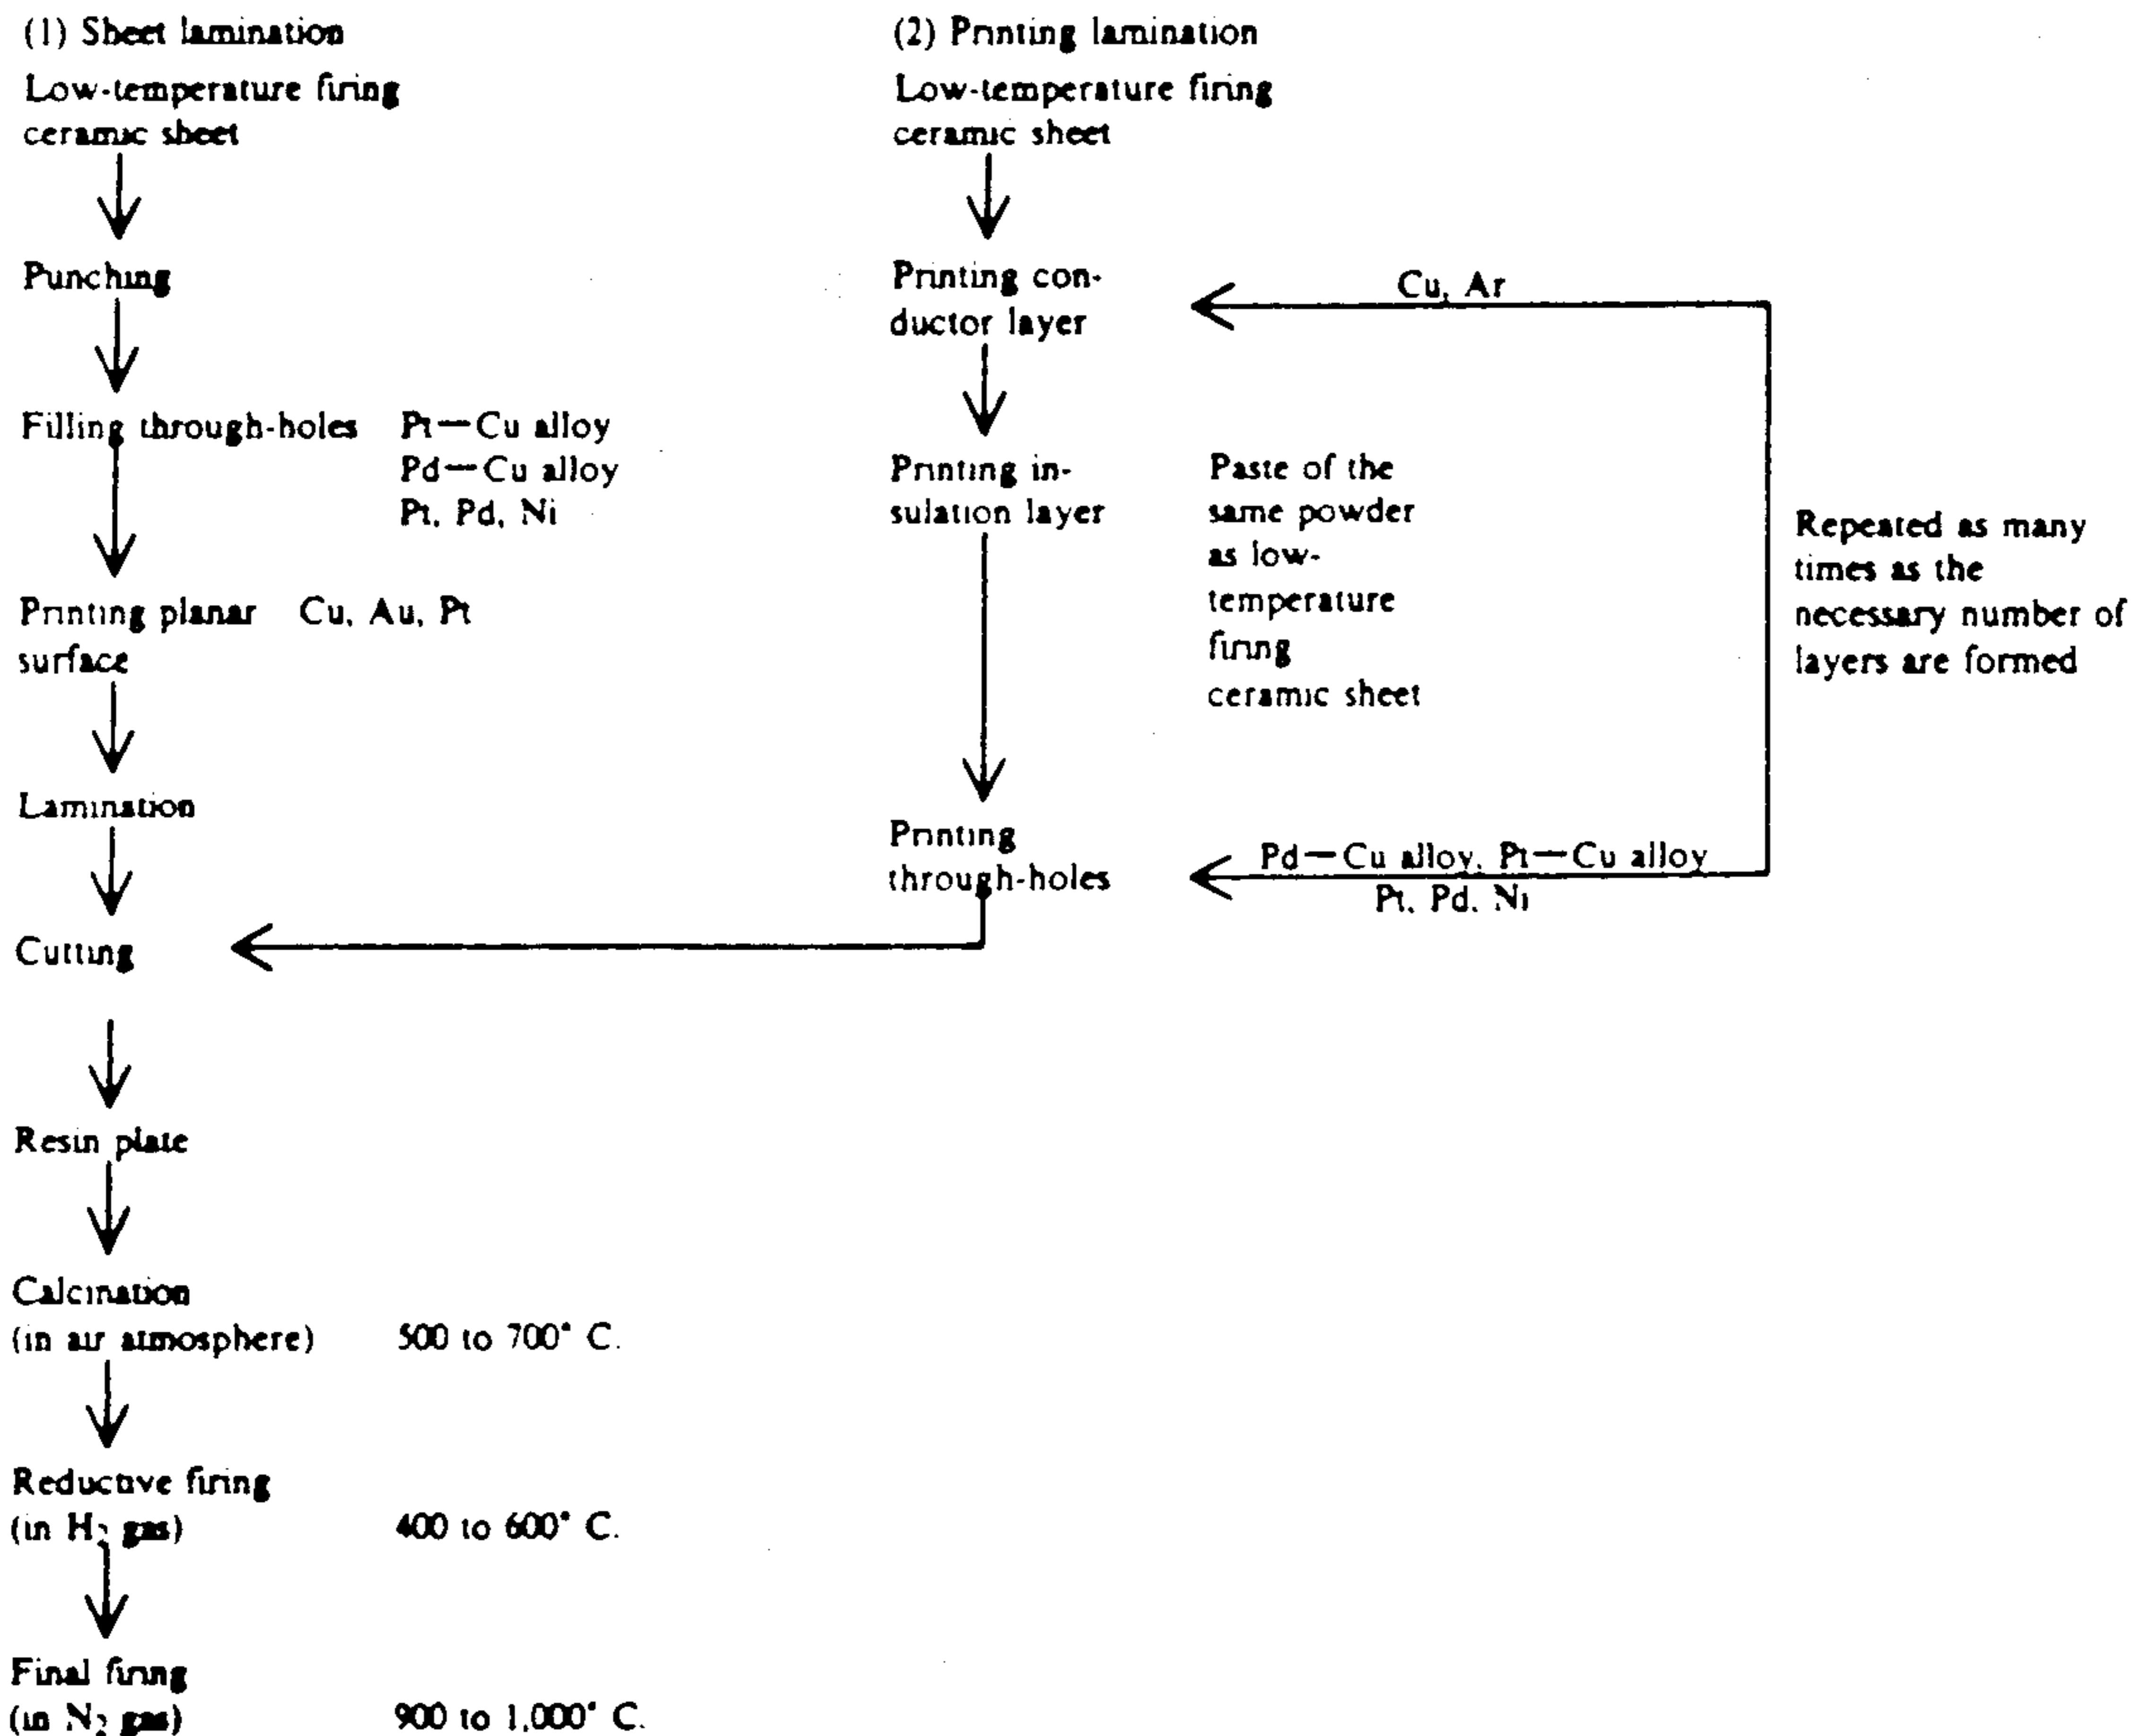 (1) Sheet lamination
Low-temperature firing
ceramic sheet
Punching
Filling through-holes Pt—Cu alloy
Pd—Cu alloy
Pt, Pd, Ni
Printing planar Cu, Au, Pt
surface
Lamination
Cutting
Resin plate
Calcination
(in air atmosphere) 500 to 700° C.
Reductive firing
(in H2 gas) 400 to 600° C.
Final firing
(in N2 gas) 900 to 1,000° C.
(2) Printing lamination
Low-temperature firing
ceramic sheet
Printing con-
ductor layer
Cu, Ar
Printing in-
sulation layer
Paste of the
same powder
as low-
temperature
firing
ceramic sheet
Repeated as many
times as the
necessary number of
layers are formed
Printing
through-holes
Pd—Cu alloy, Pt—Cu alloy
Pt, Pd, Ni